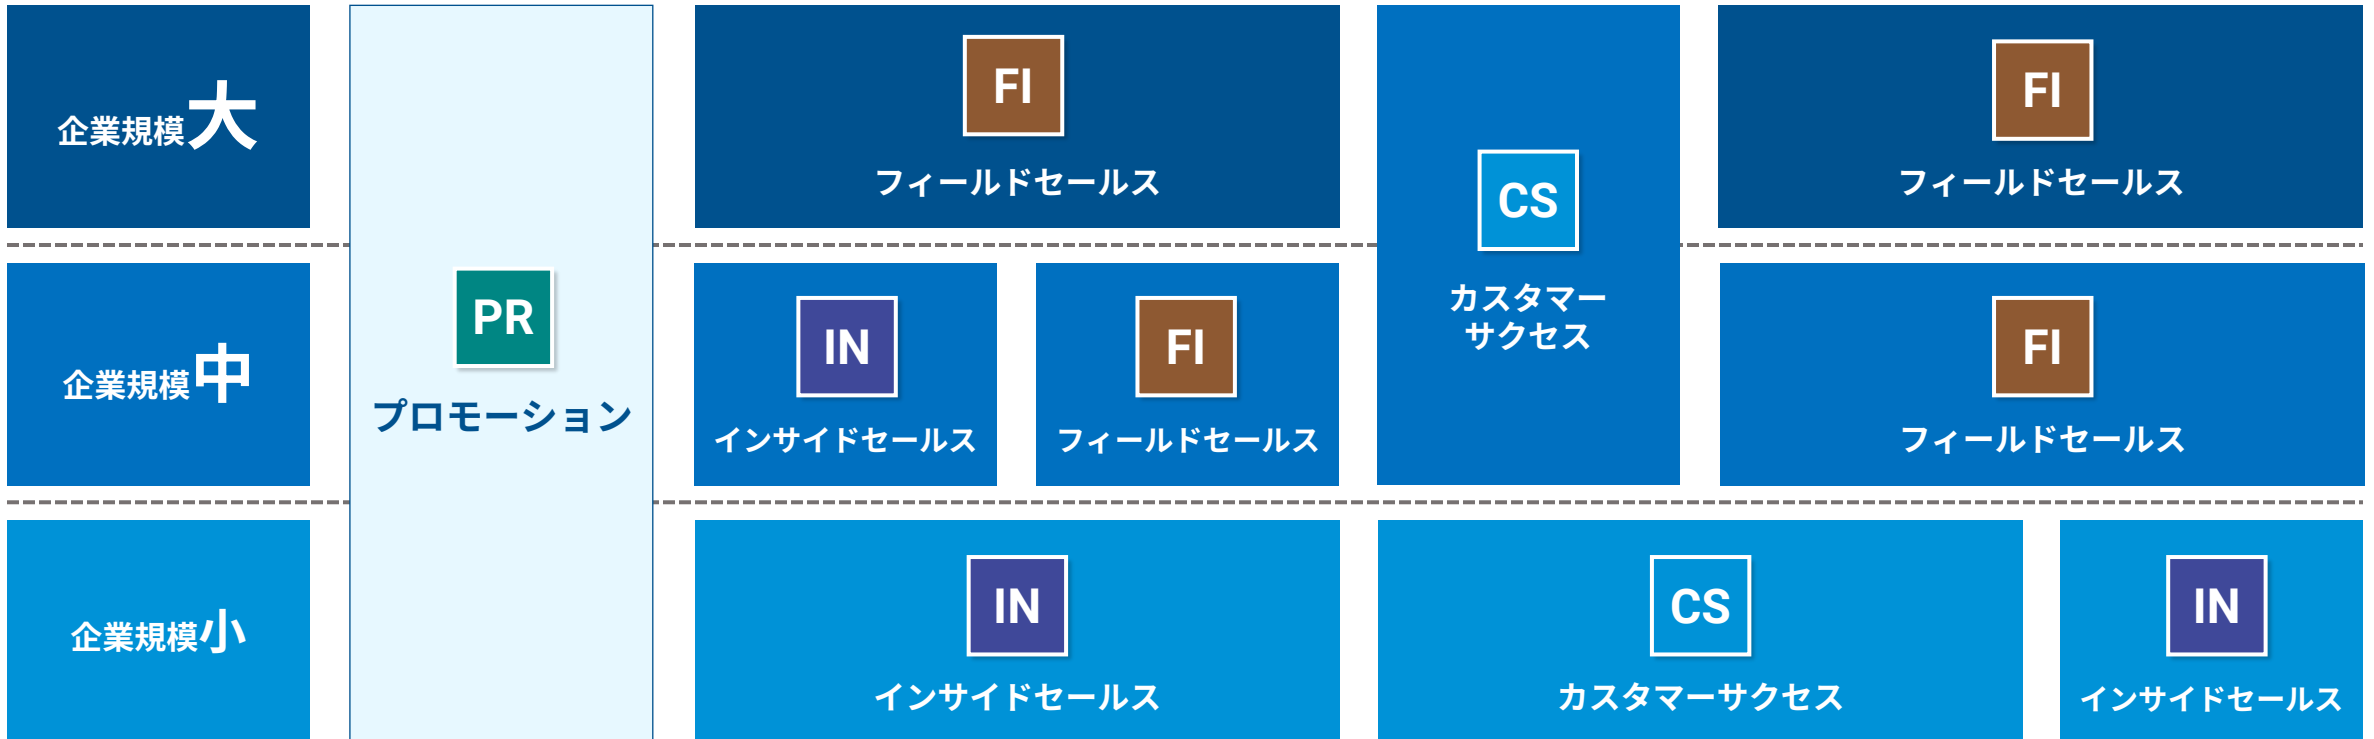 企業規模大
PR
プロモーション
FI
フィールドセールス
CS
カスタマー
サクセス
FI
フィールドセールス
企業規模中
IN
インサイドセールス
FI
フィールドセールス
FI
フィールドセールス
企業規模小
IN
インサイドセールス
CS
カスタマーサクセス
IN
インサイドセールス